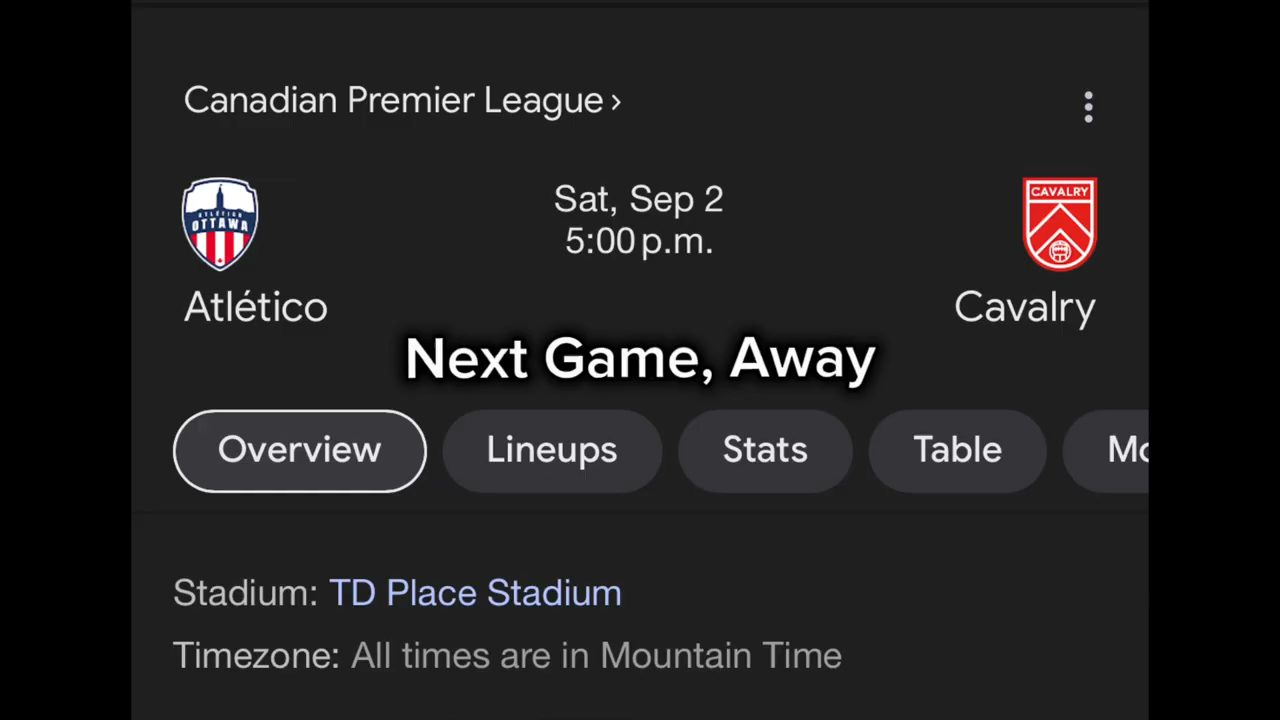 Canadian Premier League ›
Sat, Sep 2
5:00 p.m.
ATLÉTICO
OTTAWA
CAVALRY
Atlético
Cavalry
Next Game, Away
Overview
Lineups
Stats
Table
Mo
Stadium: TD Place Stadium
Timezone: All times are in Mountain Time